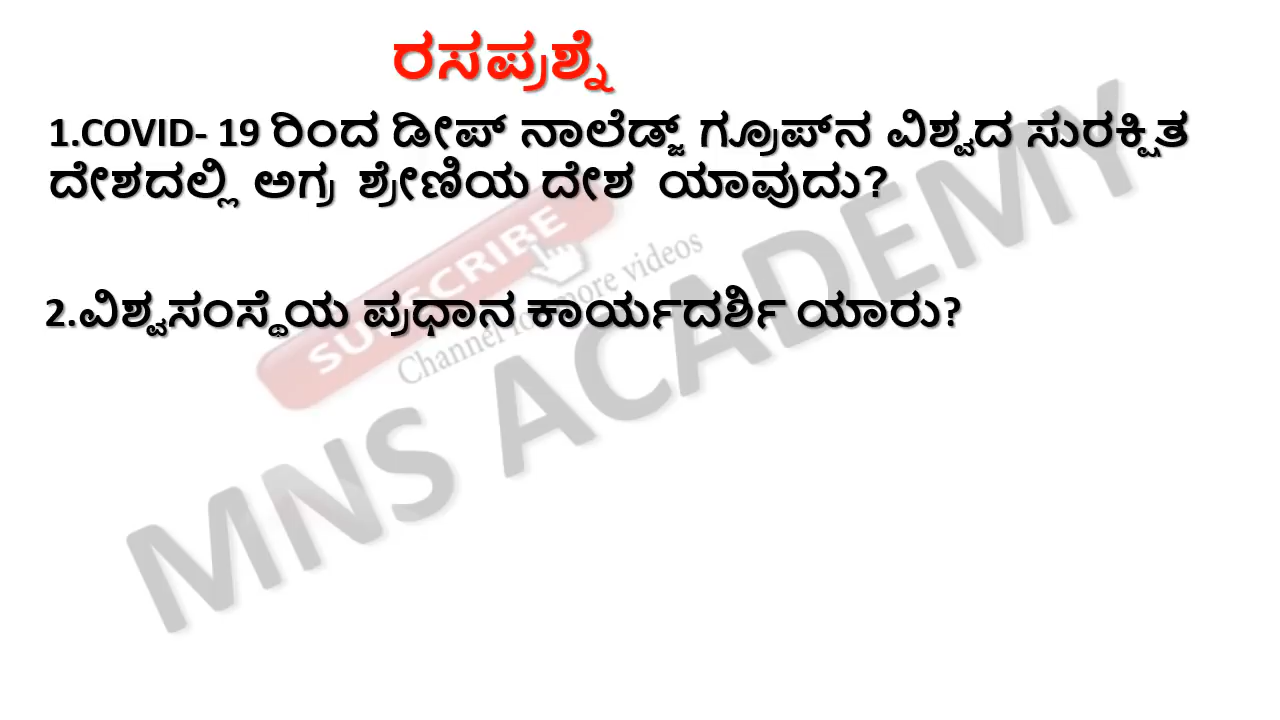 ರಸಪ್ರಶ್ನೆ
1.COVID- 19 ರಿಂದ ಡೀಪ್ ನಾಲೆಡ್ಜ್ ಗ್ರೂಪ್‌ನ ವಿಶ್ವದ ಸುರಕ್ಷಿತ
ದೇಶದಲ್ಲಿ ಅಗ್ರ ಶ್ರೇಣಿಯ ದೇಶ ಯಾವುದು?
2.ವಿಶ್ವಸಂಸ್ಥೆಯ ಪ್ರಧಾನ ಕಾರ್ಯದರ್ಶಿ ಯಾರು?
SUBSCRIBE
Channel for more videos
MNS ACADEMY